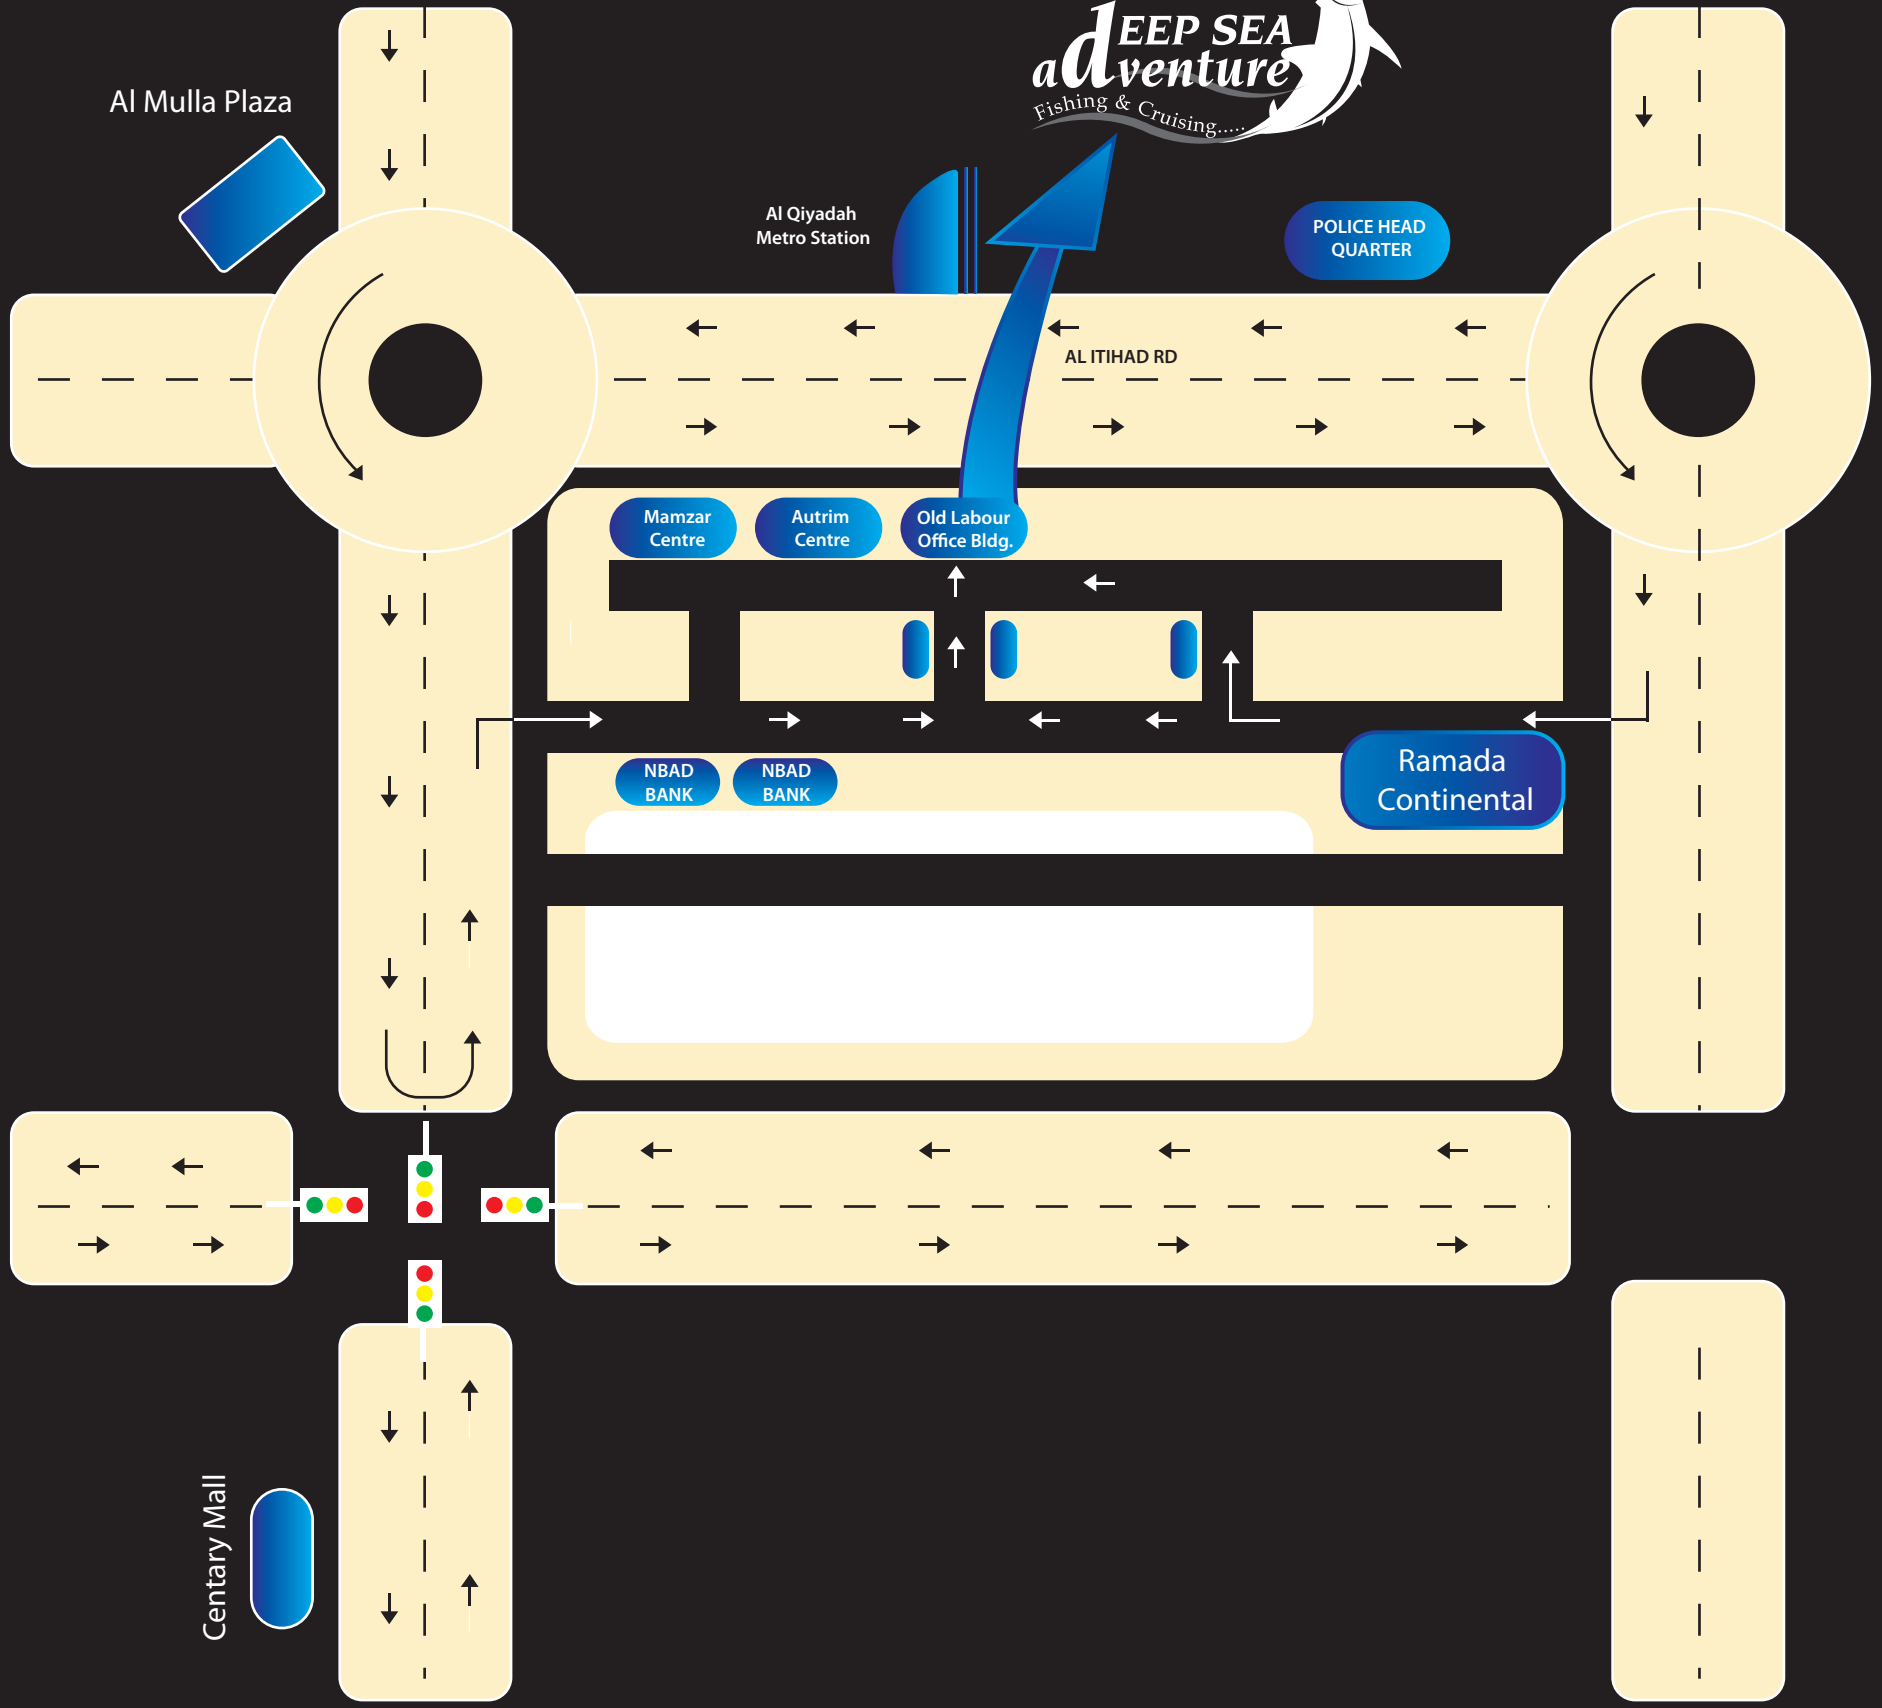 dEEP SEA
adventure
Fishing & Cruising.....
Al Mulla Plaza
Al Qiyadah
Metro Station
POLICE HEAD
QUARTER
AL ITIHAD RD
Mamzar
Centre
Autrim
Centre
Old Labour
Office Bldg.
NBAD
BANK
NBAD
BANK
Ramada
Continental
Centary Mall